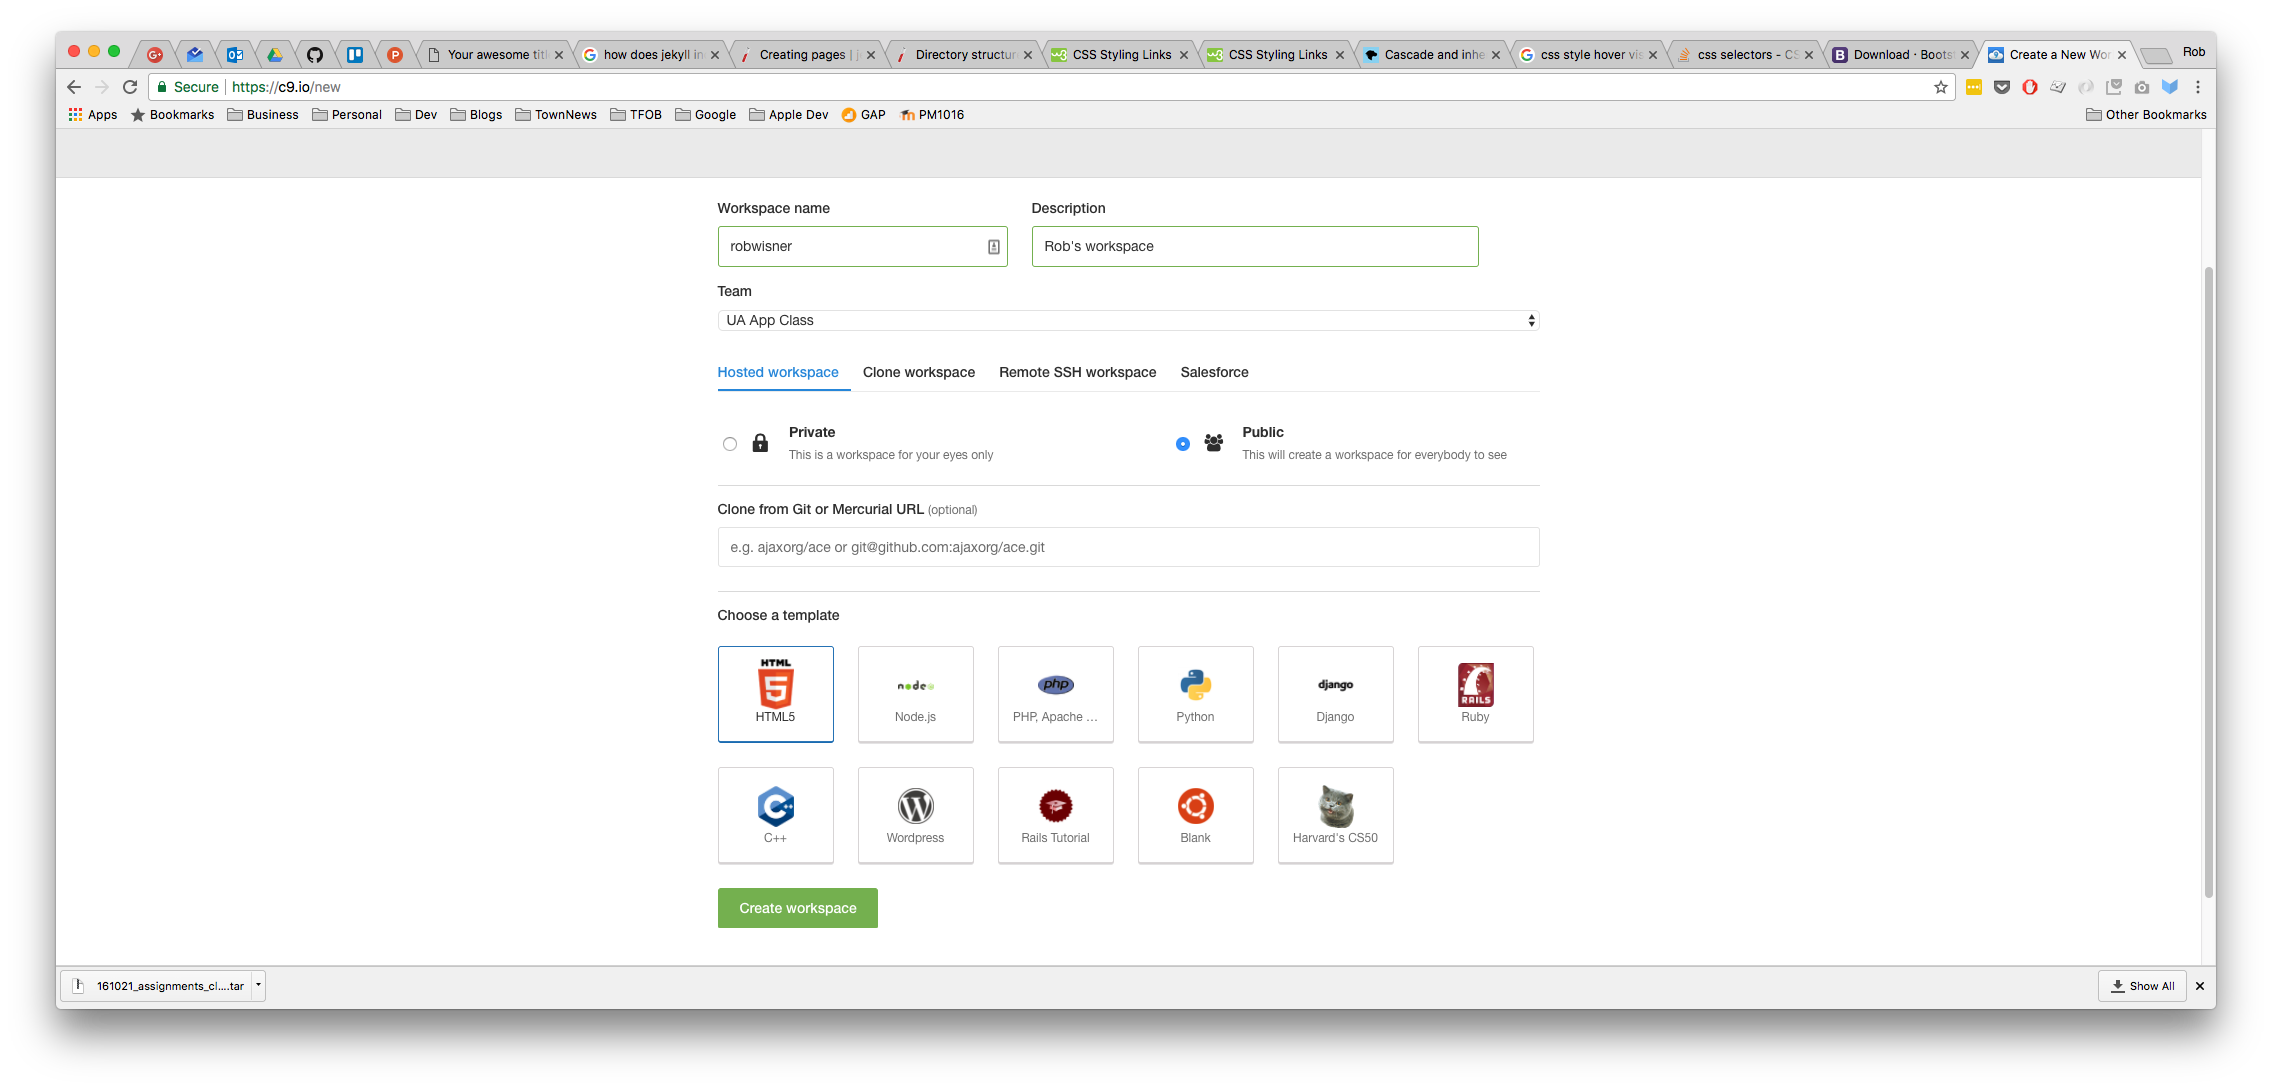 Your awesome titl
how does jekyll in
Creating pages | j
Directory structur
CSS Styling Links
CSS Styling Links
Cascade and inhe
css style hover vis
css selectors - CS
Download · Bootst
Create a New Wor
Rob
Secure https://c9.io/new
Apps Bookmarks Business Personal Dev Blogs TownNews TFOB Google Apple Dev GAP PM1016 Other Bookmarks
Workspace name Description
robwisner Rob's workspace
Team
UA App Class
Hosted workspace Clone workspace Remote SSH workspace Salesforce
Private Public
This is a workspace for your eyes only This will create a workspace for everybody to see
Clone from Git or Mercurial URL (optional)
e.g. ajaxorg/ace or git@github.com:ajaxorg/ace.git
Choose a template
HTML
5
node
php
django
RAILS
HTML5 Node.js PHP, Apache ... Python Django Ruby
C++ Wordpress Rails Tutorial Blank Harvard's CS50
Create workspace
161021_assignments_cl....tar Show All